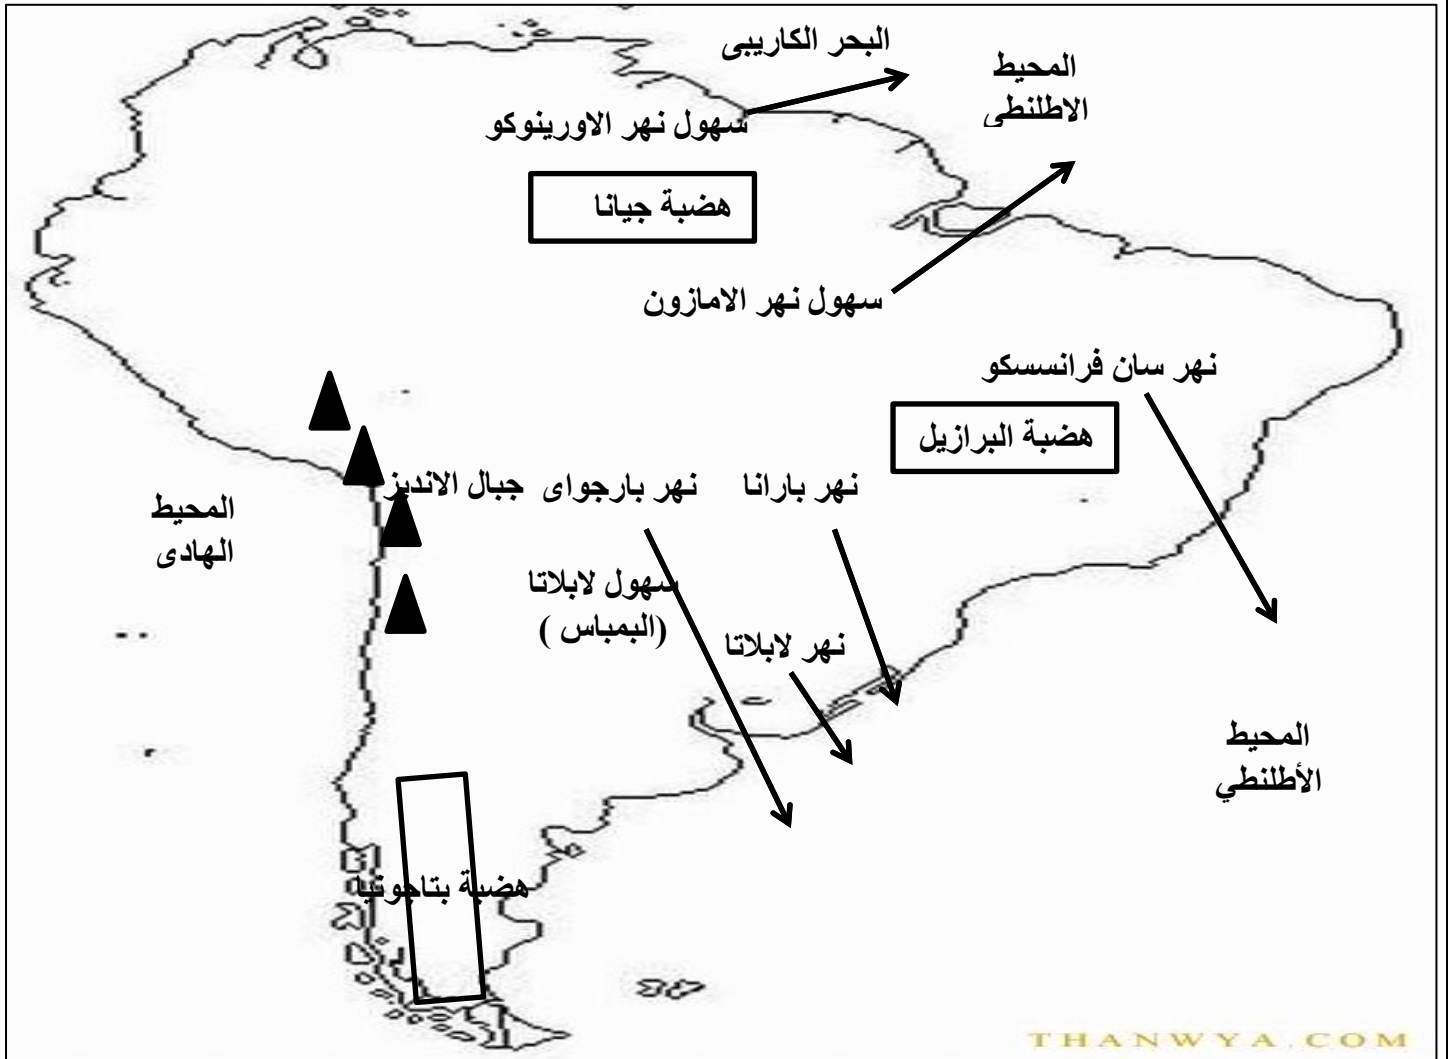 البحر الكاريبى
المحيط
الاطلنطى
سهول نهر الاورينوكو
هضبة جيانا
سهول نهر الامازون
نهر سان فرانسسكو
هضبة البرازيل
نهر بارانا
نهر بارجواى
جبال الانديز
المحيط
الهادى
سهول لابلاتا
(البمباس )
نهر لابلاتا
المحيط
الأطلنطي
هضبة بتاجونيا
THANWYA.COM